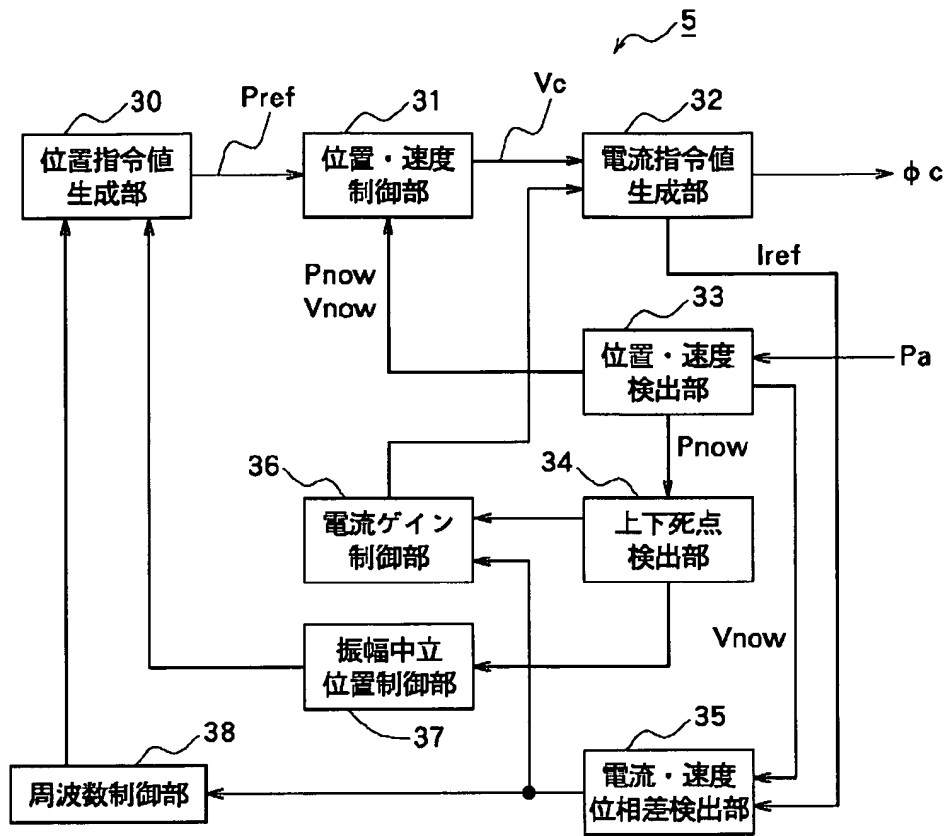 5
30
Pref
31
Vc
32
位置指令値
生成部
位置・速度
制御部
電流指令値
生成部
φc
Iref
Pnow
Vnow
33
位置・速度
検出部
Pa
Pnow
36
34
電流ゲイン
制御部
上下死点
検出部
Vnow
振幅中立
位置制御部
37
38
35
周波数制御部
電流・速度
位相差検出部